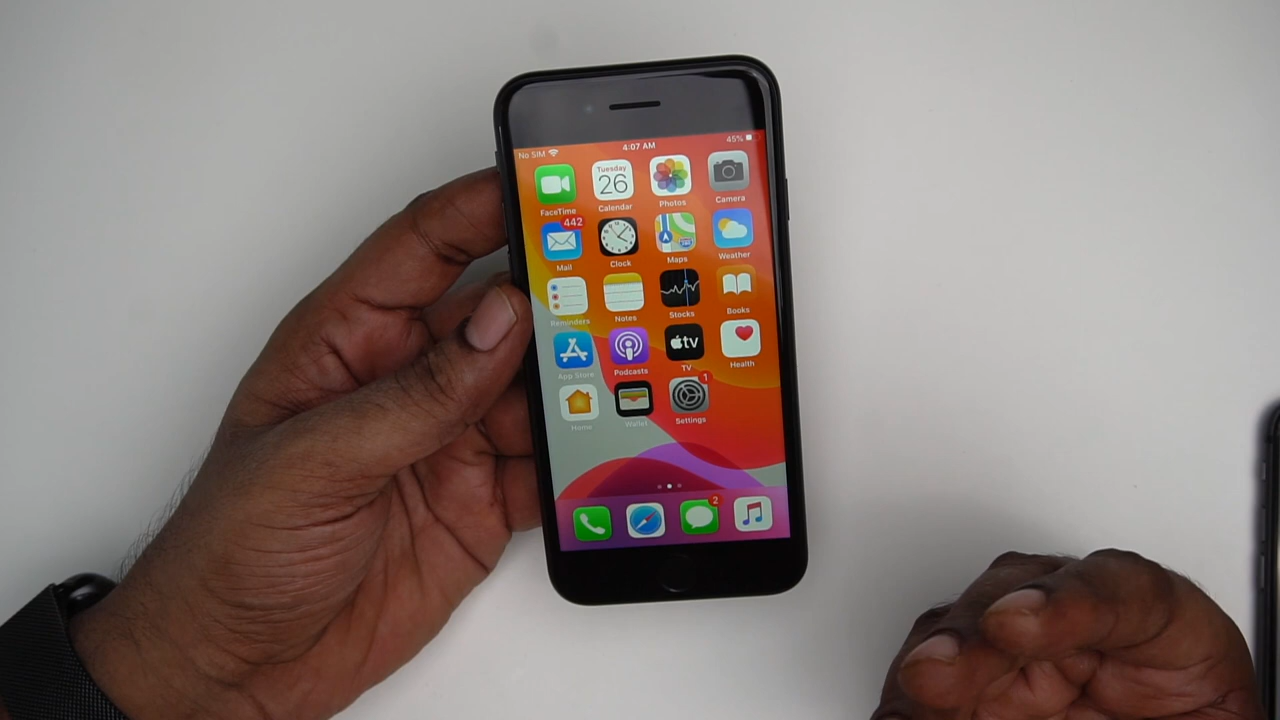 No SIM 4:07 AM 45%
Tuesday
26
FaceTime Calendar Photos Camera
442
Mail Clock Maps Weather
Reminders Notes Stocks Books
tv
App Store Podcasts TV Health
1
Home Wallet Settings
2